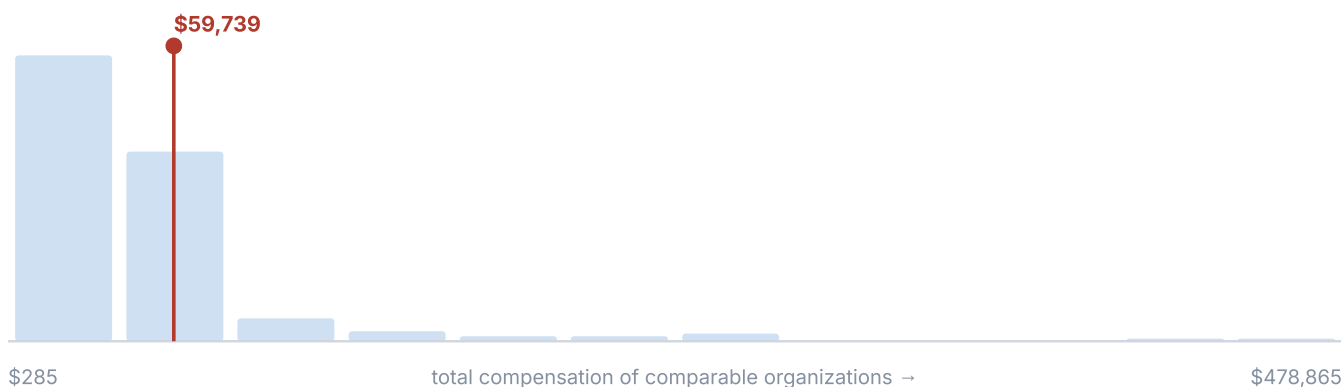 $59,739
$285 total compensation of comparable organizations → $478,865